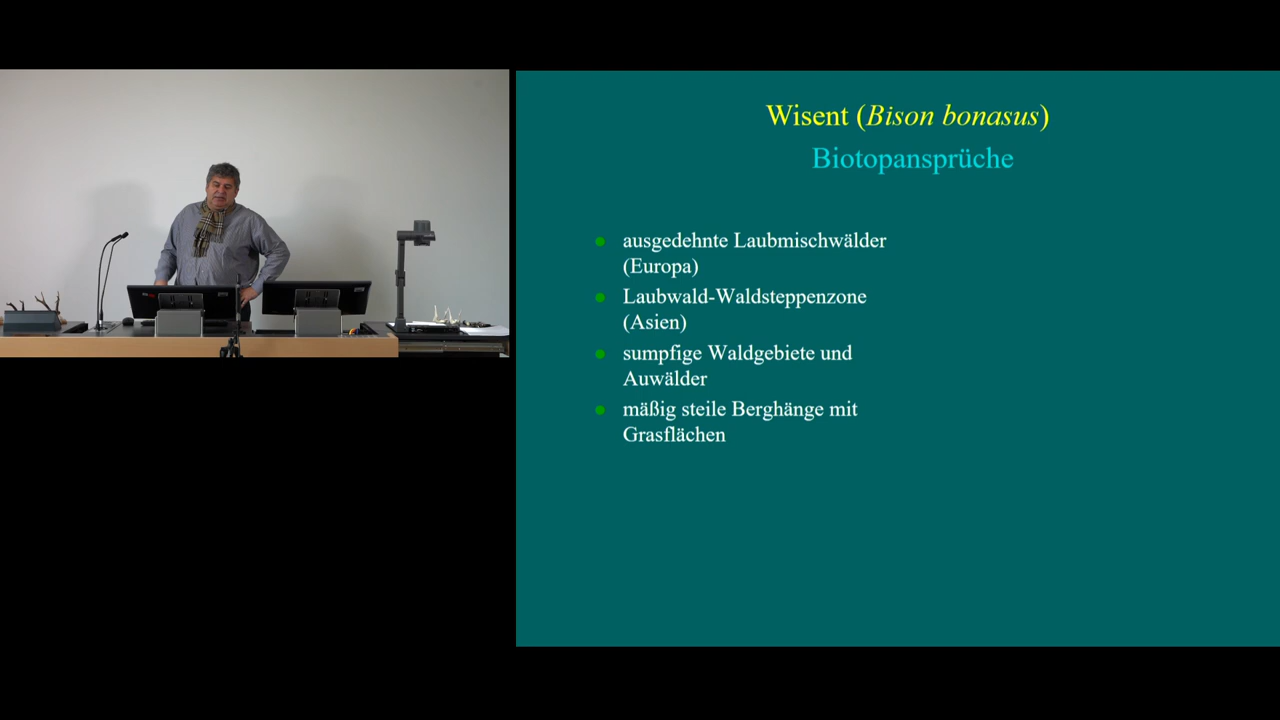 Wisent (Bison bonasus)
Biotopansprüche
ausgedehnte Laubmischwälder
(Europa)
Laubwald-Waldsteppenzone
(Asien)
sumpfige Waldgebiete und
Auwälder
mäßig steile Berghänge mit
Grasflächen